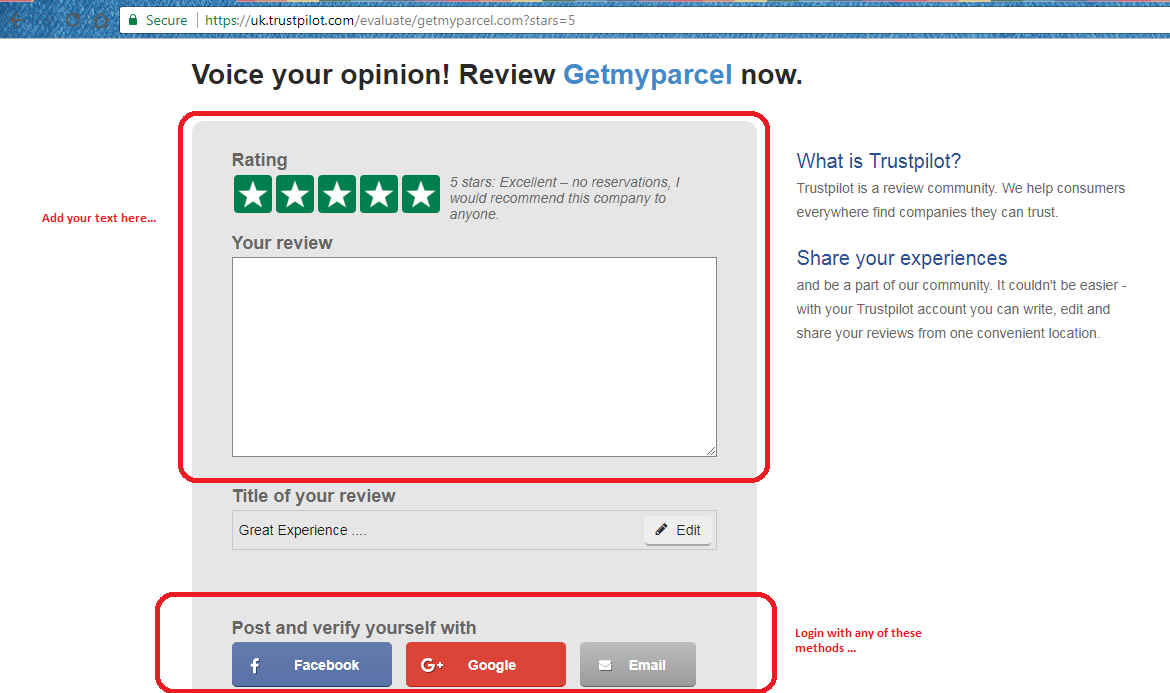 Secure
https://uk.trustpilot.com/evaluate/getmyparcel.com?stars=5
Voice your opinion! Review Getmyparcel now.
Rating
5 stars: Excellent – no reservations, I
would recommend this company to
anyone.
Add your text here...
Your review
Title of your review
Great Experience ....
Edit
Post and verify yourself with
Facebook
G+ Google
Email
What is Trustpilot?
Trustpilot is a review community. We help consumers
everywhere find companies they can trust.
Share your experiences
and be a part of our community. It couldn't be easier -
with your Trustpilot account you can write, edit and
share your reviews from one convenient location.
Login with any of these
methods ...